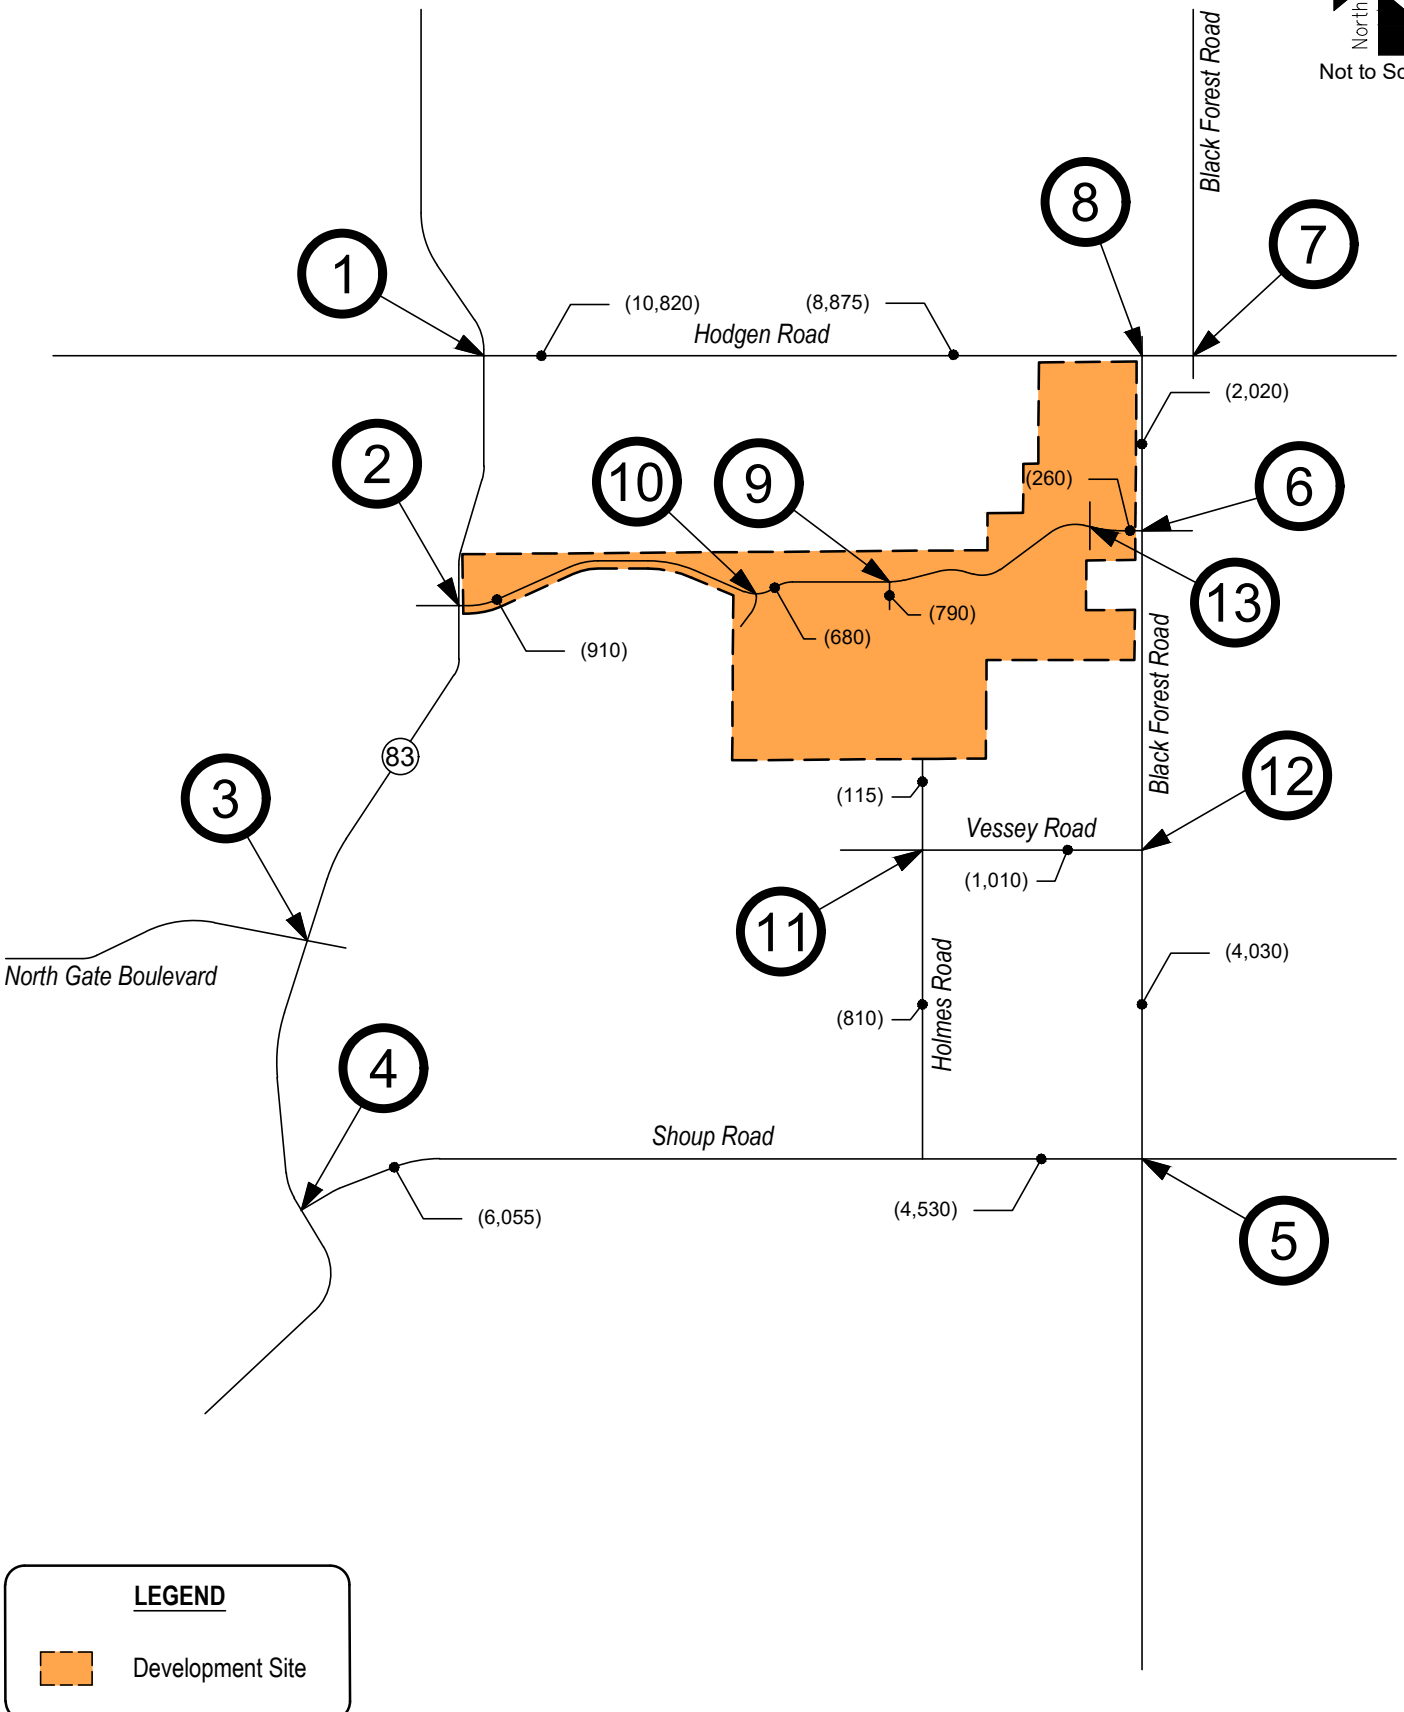 North
Not to Sc
Black Forest Road
8
7
1
(10,820)
(8,875)
Hodgen Road
(2,020)
2
10
9
(260)
6
13
(790)
(680)
(910)
Black Forest Road
83
3
(115)
12
Vessey Road
(1,010)
11
North Gate Boulevard
(4,030)
Holmes Road
(810)
4
Shoup Road
(6,055)
(4,530)
5
LEGEND
Development Site